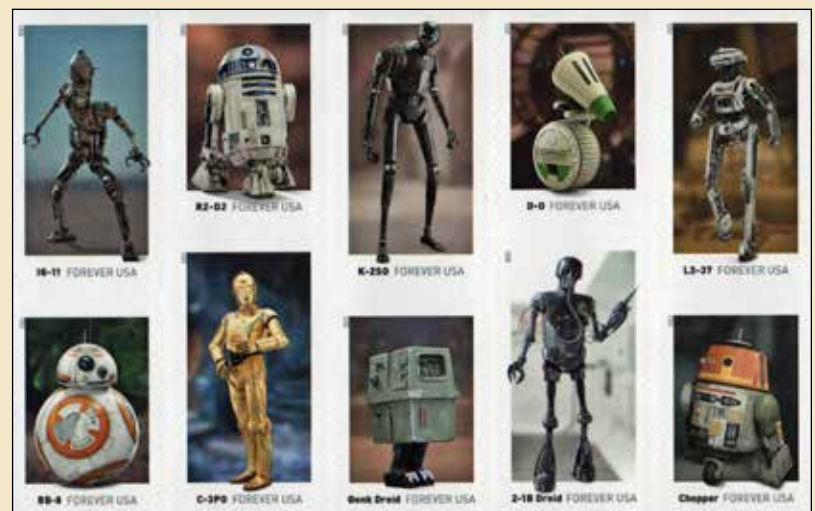 R2-D2 FOREVER USA
D-O FOREVER USA
IG-11 FOREVER USA
K-2SO FOREVER USA
L3-37 FOREVER USA
BB-8 FOREVER USA
C-3PO FOREVER USA
Gonk Droid FOREVER USA
2-1B Droid FOREVER USA
Chopper FOREVER USA